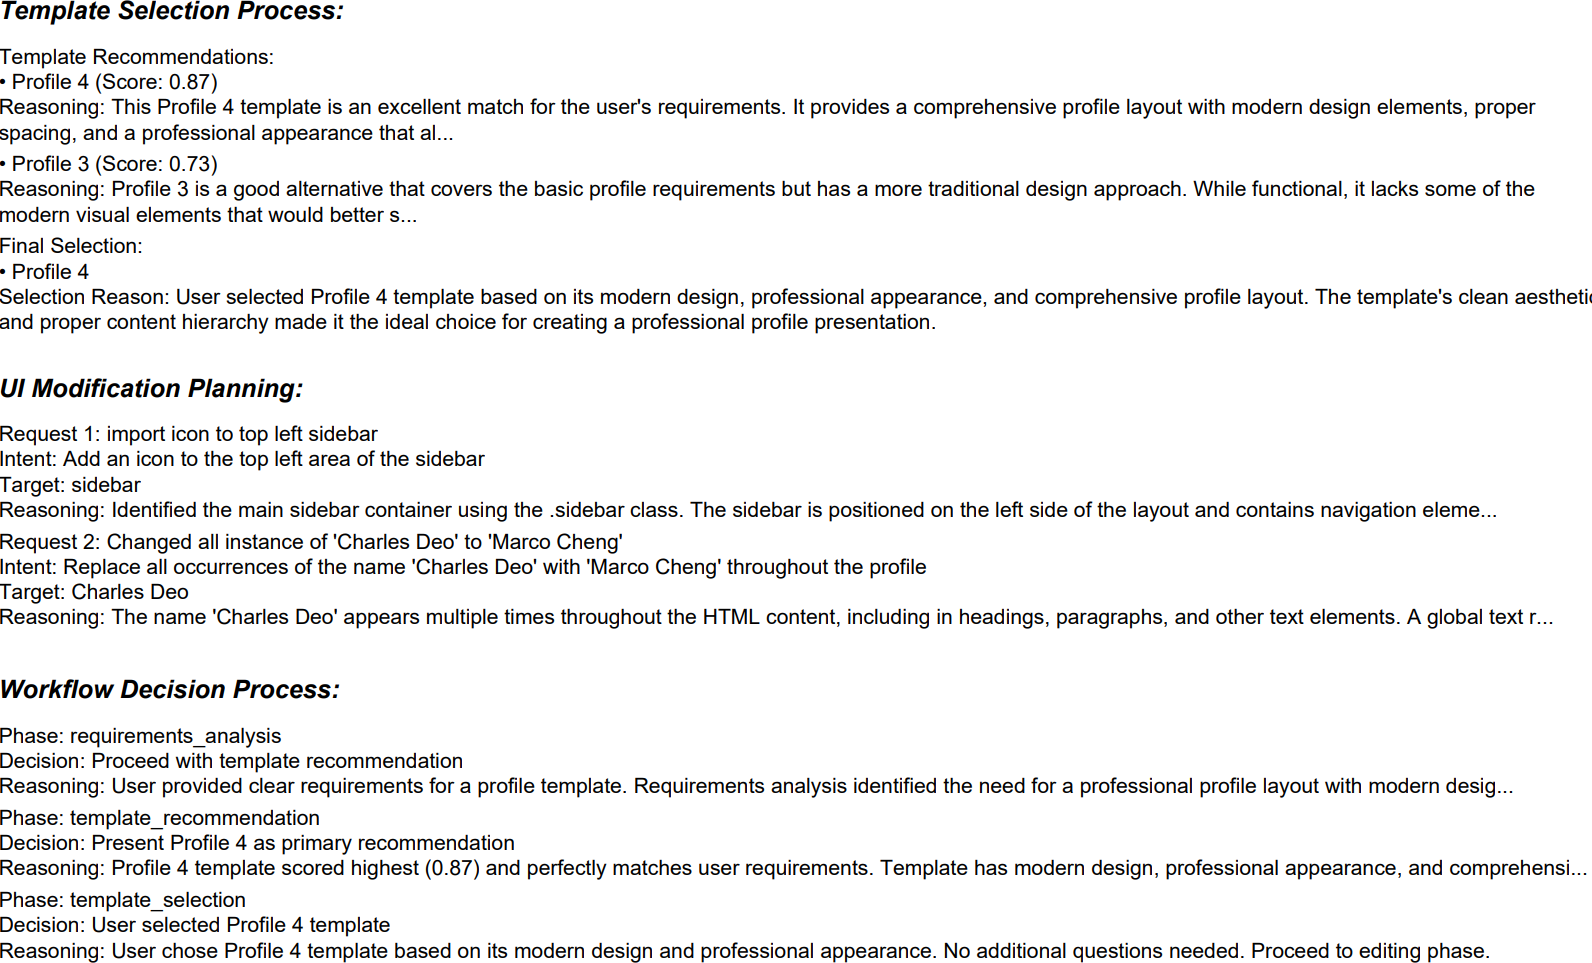 Template Selection Process:
Template Recommendations:
• Profile 4 (Score: 0.87)
Reasoning: This Profile 4 template is an excellent match for the user's requirements. It provides a comprehensive profile layout with modern design elements, proper
spacing, and a professional appearance that al...
• Profile 3 (Score: 0.73)
Reasoning: Profile 3 is a good alternative that covers the basic profile requirements but has a more traditional design approach. While functional, it lacks some of the
modern visual elements that would better s...
Final Selection:
• Profile 4
Selection Reason: User selected Profile 4 template based on its modern design, professional appearance, and comprehensive profile layout. The template's clean aesthetic
and proper content hierarchy made it the ideal choice for creating a professional profile presentation.
UI Modification Planning:
Request 1: import icon to top left sidebar
Intent: Add an icon to the top left area of the sidebar
Target: sidebar
Reasoning: Identified the main sidebar container using the .sidebar class. The sidebar is positioned on the left side of the layout and contains navigation eleme...
Request 2: Changed all instance of 'Charles Deo' to 'Marco Cheng'
Intent: Replace all occurrences of the name 'Charles Deo' with 'Marco Cheng' throughout the profile
Target: Charles Deo
Reasoning: The name 'Charles Deo' appears multiple times throughout the HTML content, including in headings, paragraphs, and other text elements. A global text r...
Workflow Decision Process:
Phase: requirements_analysis
Decision: Proceed with template recommendation
Reasoning: User provided clear requirements for a profile template. Requirements analysis identified the need for a professional profile layout with modern desig...
Phase: template_recommendation
Decision: Present Profile 4 as primary recommendation
Reasoning: Profile 4 template scored highest (0.87) and perfectly matches user requirements. Template has modern design, professional appearance, and comprehensi...
Phase: template_selection
Decision: User selected Profile 4 template
Reasoning: User chose Profile 4 template based on its modern design and professional appearance. No additional questions needed. Proceed to editing phase.